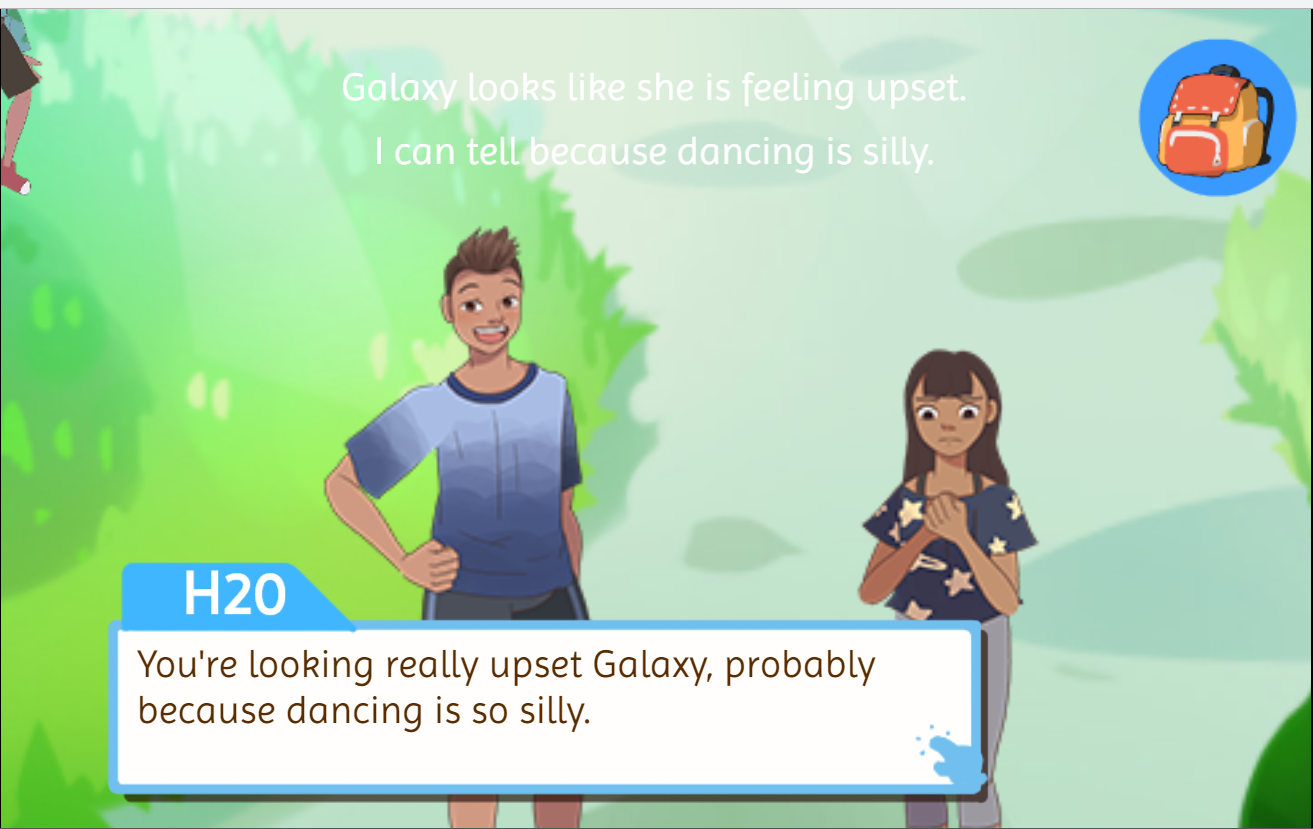 Galaxy looks like she is feeling upset.
I can tell because dancing is silly.
H20
You're looking really upset Galaxy, probably
because dancing is so silly.